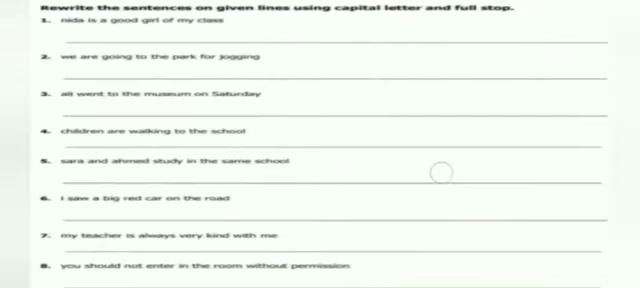 Rewrite the sentences on given lines using capital letter and full stop.
1. nida is a good girl of my class
2. we are going to the park for jogging
3. ali went to the museum on Saturday
4. children are walking to the school
5. sara and ahmed study in the same school
6. i saw a big red car on the road
7. my teacher is always very kind with me
8. you should not enter in the room without permission